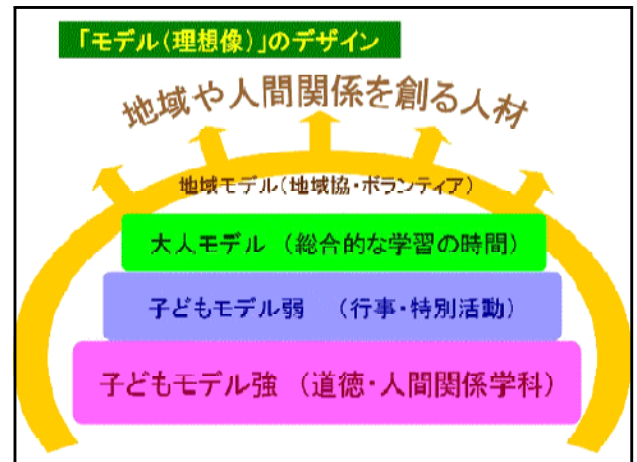 「モデル(理想像)」のデザイン
地域や人間関係を創る人材
地域モデル(地域協・ボランティア)
大人モデル (総合的な学習の時間)
子どもモデル弱 (行事・特別活動)
子どもモデル強 (道徳・人間関係学科)